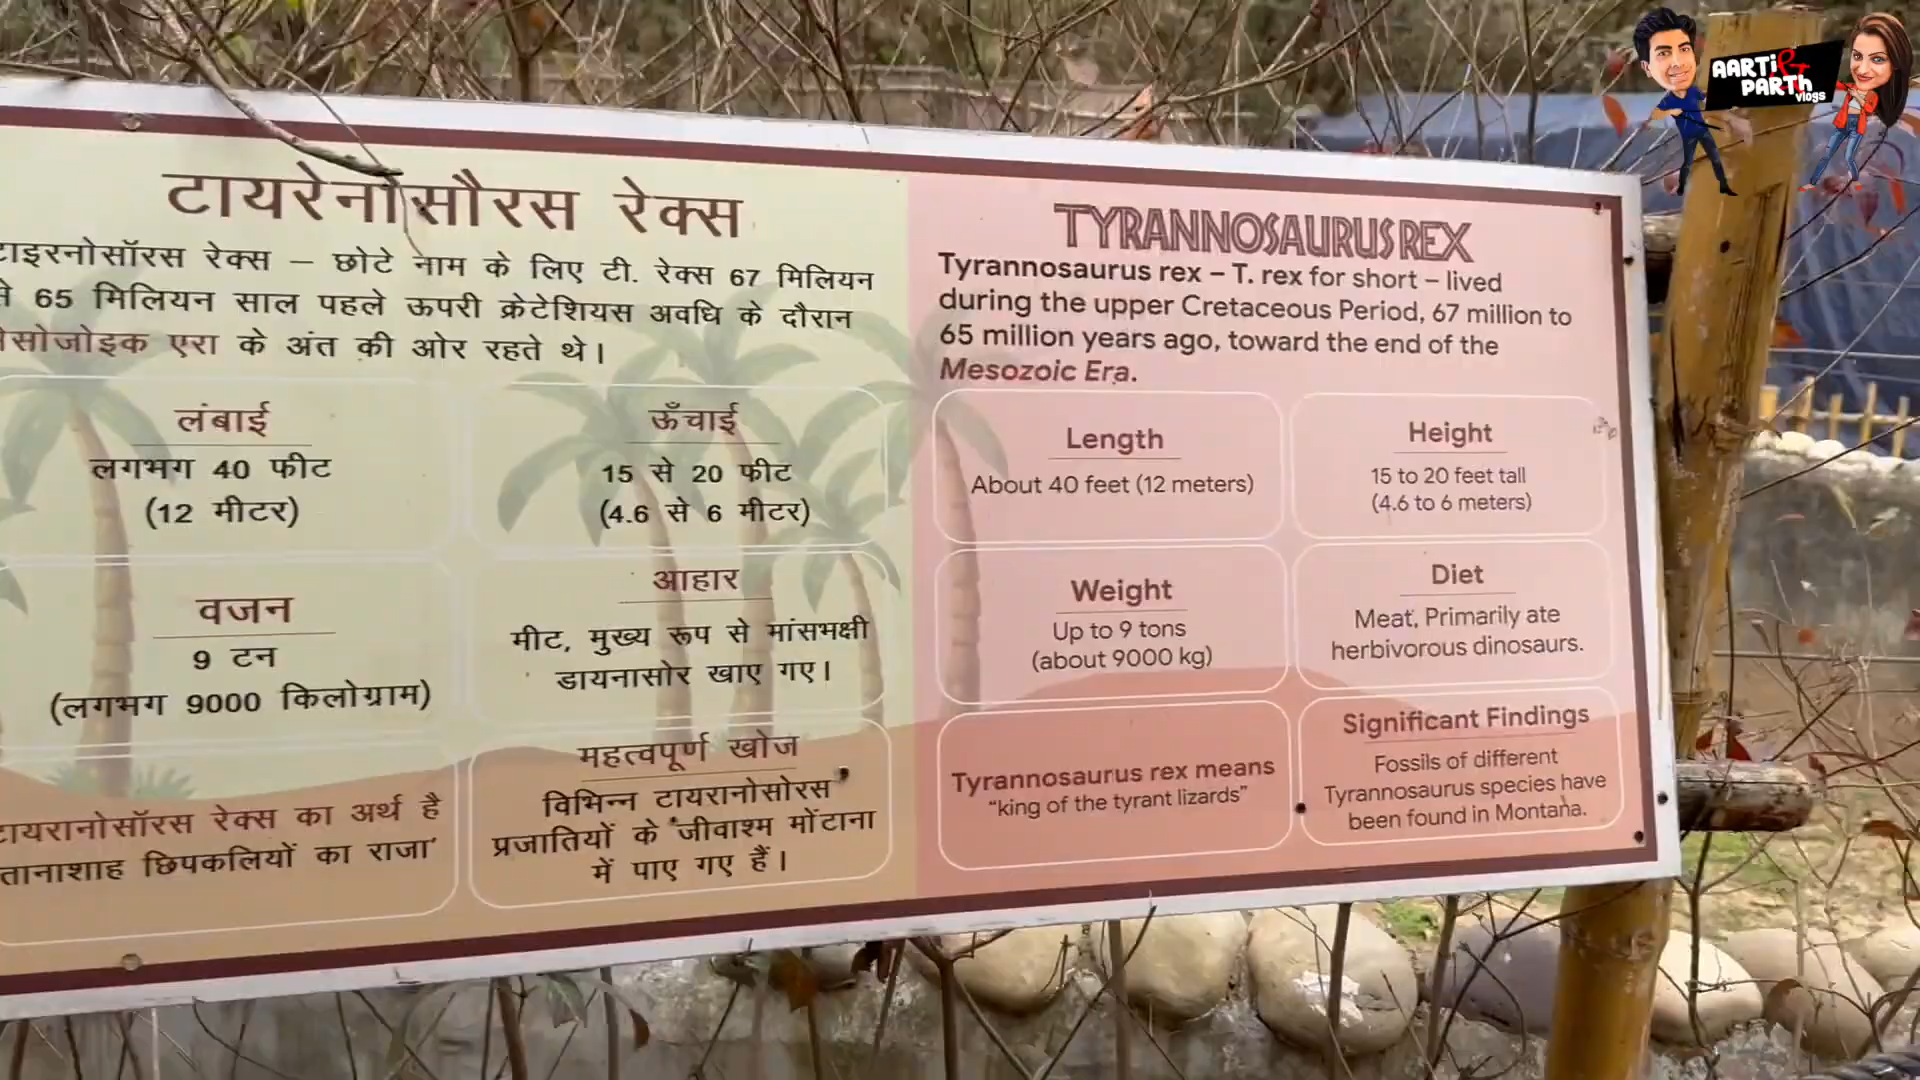 टायरेनोसौरस रेक्स
टाइरनोसॉरस रेक्स – छोटे नाम के लिए टी. रेक्स 67 मिलियन
65 मिलियन साल पहले ऊपरी क्रेटेशियस अवधि के दौरान
के अंत की ओर रहते थे।
एरा
लंबाई
लगभग 40 फीट
(12 मीटर)
ऊँचाई
15 से 20 फीट
(4.6 से 6 मीटर)
वजन
9 टन
(लगभग 9000 किलोग्राम)
आहार
मीट, मुख्य रूप से मांसभक्षी
डायनासोर खाए गए।
टायरानोसॉरस रेक्स का अर्थ है
तानाशाह छिपकलियों का राजा'
महत्वपूर्ण खोज
विभिन्न टायरानोसोरस
प्रजातियों के जीवाश्म मोंटाना
में पाए गए हैं।
TYRANNOSAURUS REX
Tyrannosaurus rex – T. rex for short – lived
during the upper Cretaceous Period, 67 million to
65 million years ago, toward the end of the
Mesozoic Era.
Length
About 40 feet (12 meters)
Height
15 to 20 feet tall
(4.6 to 6 meters)
Weight
Up to 9 tons
(about 9000 kg)
Diet
Meat, Primarily ate
herbivorous dinosaurs.
Tyrannosaurus rex means
"king of the tyrant lizards"
Significant Findings
Fossils of different
Tyrannosaurus species have
been found in Montana.
AARTI &
PARTH
vlogs